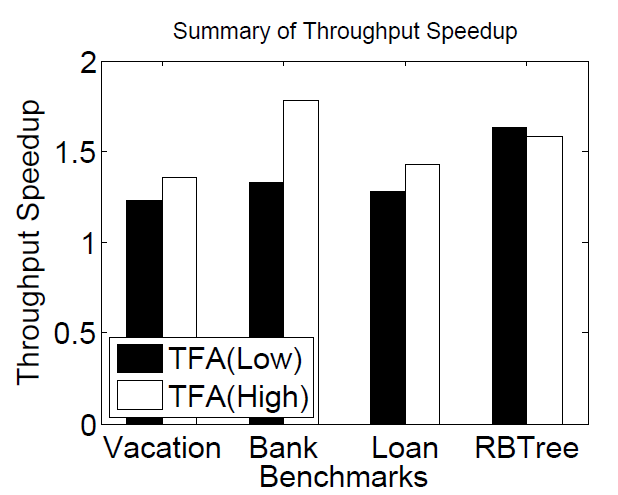 Summary of Throughput Speedup
Throughput Speedup
2
1.5
1
0.5
0
TFA(Low)
TFA(High)
Vacation Bank Loan RBTree
Benchmarks